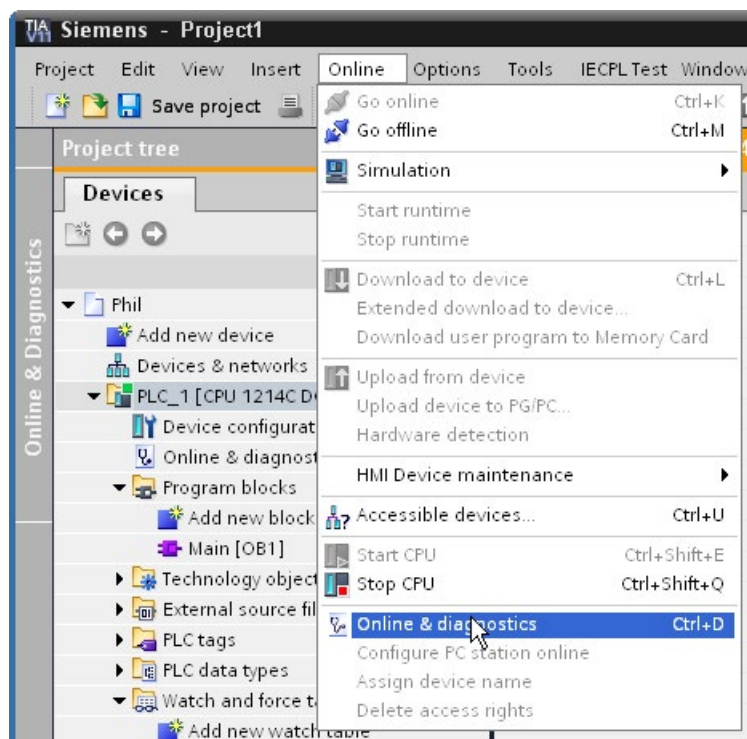 TIA V11 Siemens - Project1
Project Edit View Insert Online Options Tools IECPL Test Window
Save project
Project tree
Devices
Online & Diagnostics
Phil
Add new device
Devices & networks
PLC_1 [CPU 1214C D
Device configurat
Online & diagnost
Program blocks
Add new block
Main [OB1]
Technology object
External source fil
PLC tags
PLC data types
Watch and force t
Add new watch table
Go online Ctrl+K
Go offline Ctrl+M
Simulation
Start runtime
Stop runtime
Download to device Ctrl+L
Extended download to device...
Download user program to Memory Card
Upload from device
Upload device to PG/PC...
Hardware detection
HMI Device maintenance
Accessible devices... Ctrl+U
Start CPU Ctrl+Shift+E
Stop CPU Ctrl+Shift+Q
Online & diagnostics Ctrl+D
Configure PC station online
Assign device name
Delete access rights